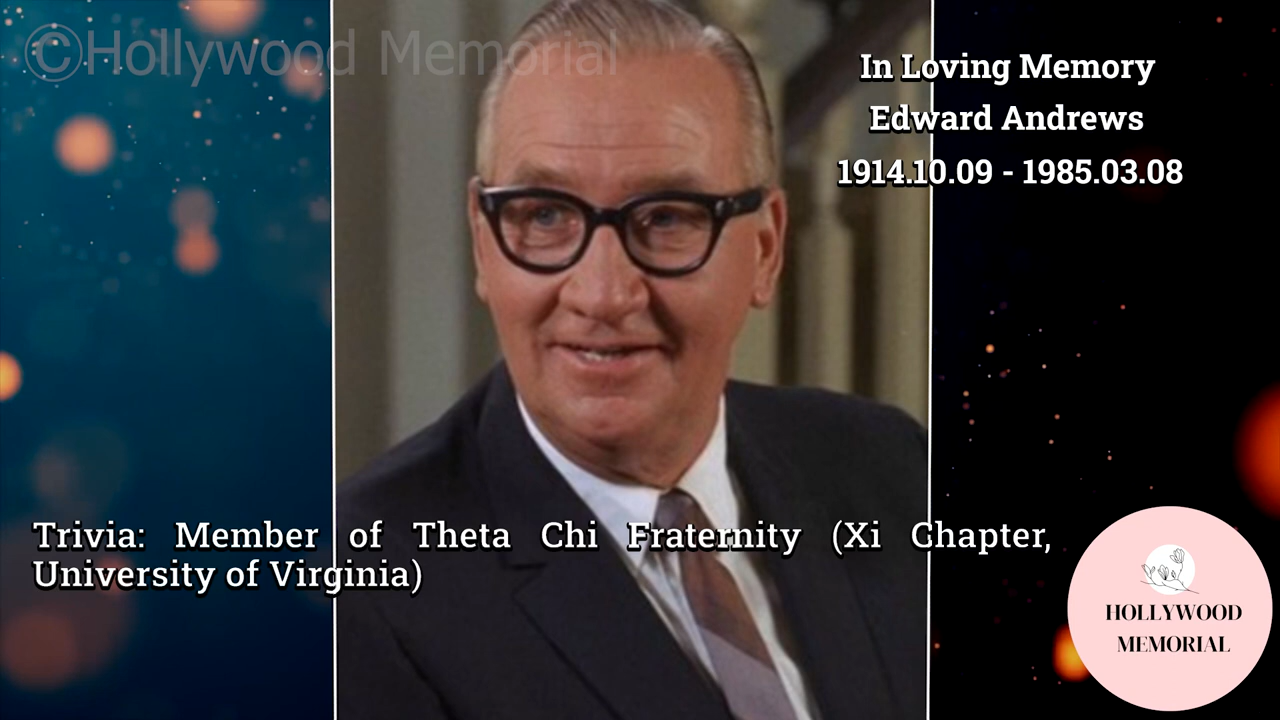 ©Hollywood Memorial
In Loving Memory
Edward Andrews
1914.10.09 - 1985.03.08
Trivia: Member of Theta Chi Fraternity (Xi Chapter,
University of Virginia)
HOLLYWOOD
MEMORIAL